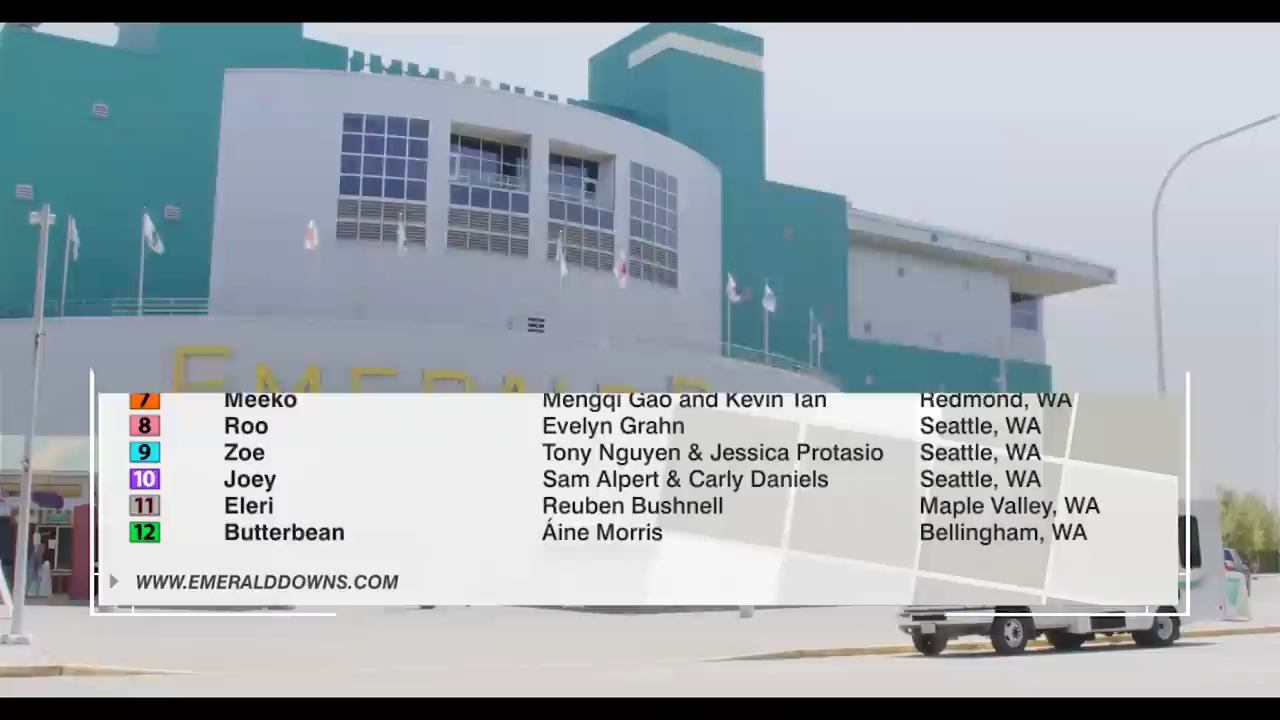 EMERALD D
7 Meeko Mengqi Gao and Kevin Tan Redmond, WA
8 Roo Evelyn Grahn Seattle, WA
9 Zoe Tony Nguyen & Jessica Protasio Seattle, WA
10 Joey Sam Alpert & Carly Daniels Seattle, WA
11 Eleri Reuben Bushnell Maple Valley, WA
12 Butterbean Áine Morris Bellingham, WA
WWW.EMERALDDOWNS.COM